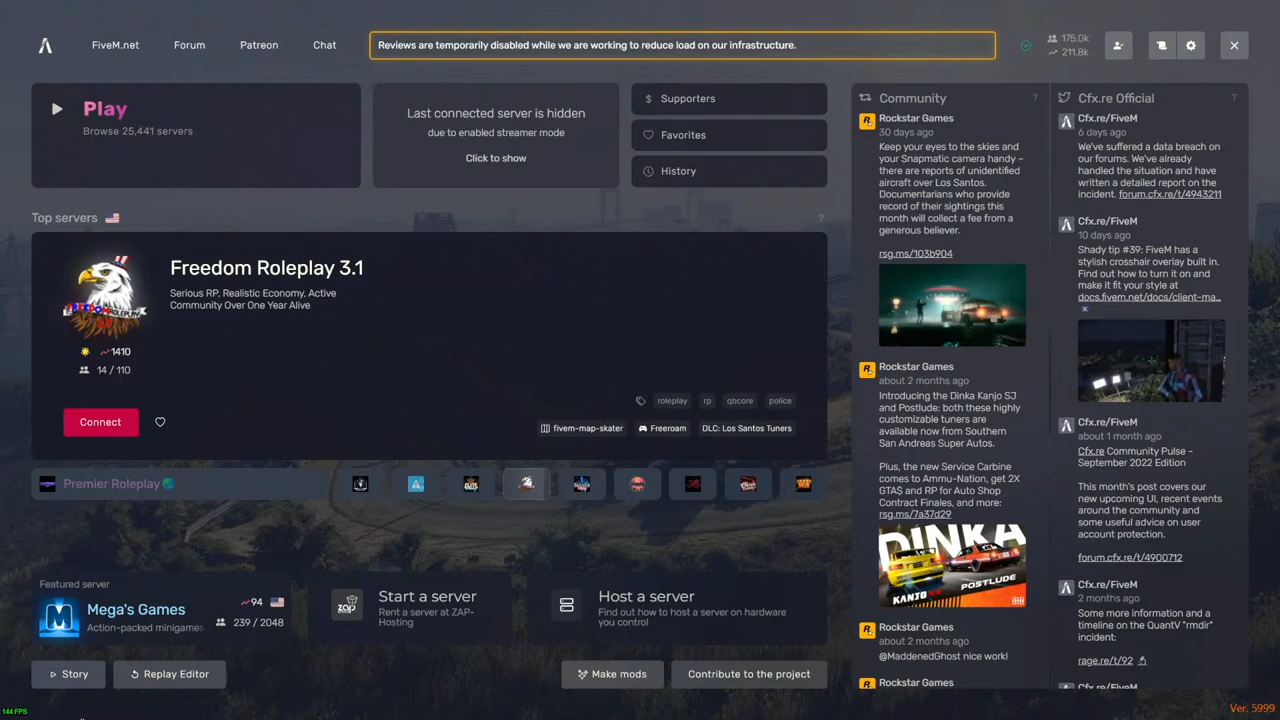 FiveM.net
Forum
Patreon
Chat
Reviews are temporarily disabled while we are working to reduce load on our infrastructure.
175.0k
211.8k
Play
Browse 25,441 servers
Last connected server is hidden
due to enabled streamer mode
Click to show
$ Supporters
Favorites
History
Top servers
?
Freedom Roleplay 3.1
Serious RP, Realistic Economy, Active
Community Over One Year Alive
1410
14 / 110
Connect
roleplay
rp
qbcore
police
fivem-map-skater
Freeroam
DLC: Los Santos Tuners
Premier Roleplay
Featured server
Mega's Games
Action-packed minigames
94
239 / 2048
ZAP
Start a server
Rent a server at ZAP-
Hosting
Host a server
Find out how to host a server on hardware
you control
Story
Replay Editor
Make mods
Contribute to the project
Community
?
Rockstar Games
30 days ago
Keep your eyes to the skies and
your Snapmatic camera handy –
there are reports of unidentified
aircraft over Los Santos.
Documentarians who provide
record of their sightings this
month will collect a fee from a
generous believer.
rsg.ms/103b904
Rockstar Games
about 2 months ago
Introducing the Dinka Kanjo SJ
and Postlude: both these highly
customizable tuners are
available now from Southern
San Andreas Super Autos.
Plus, the new Service Carbine
comes to Ammu-Nation, get 2X
GTA$ and RP for Auto Shop
Contract Finales, and more:
rsg.ms/7a37d29
DINKA
KANJO SJ
POSTLUDE
Rockstar Games
about 2 months ago
@MaddenedGhost nice work!
Rockstar Games
Cfx.re Official
?
Cfx.re/FiveM
6 days ago
We've suffered a data breach on
our forums. We've already
handled the situation and have
written a detailed report on the
incident. forum.cfx.re/t/4943211
Cfx.re/FiveM
10 days ago
Shady tip #39: FiveM has a
stylish crosshair overlay built in.
Find out how to turn it on and
make it fit your style at
docs.fivem.net/docs/client-ma...
Cfx.re/FiveM
about 1 month ago
Cfx.re Community Pulse –
September 2022 Edition
This month's post covers our
new upcoming UI, recent events
around the community and
some useful advice on user
account protection.
forum.cfx.re/t/4900712
Cfx.re/FiveM
2 months ago
Some more information and a
timeline on the QuantV "rmdir"
incident:
rage.re/t/92
Cfx.re/FiveM
144 FPS
Ver. 5999